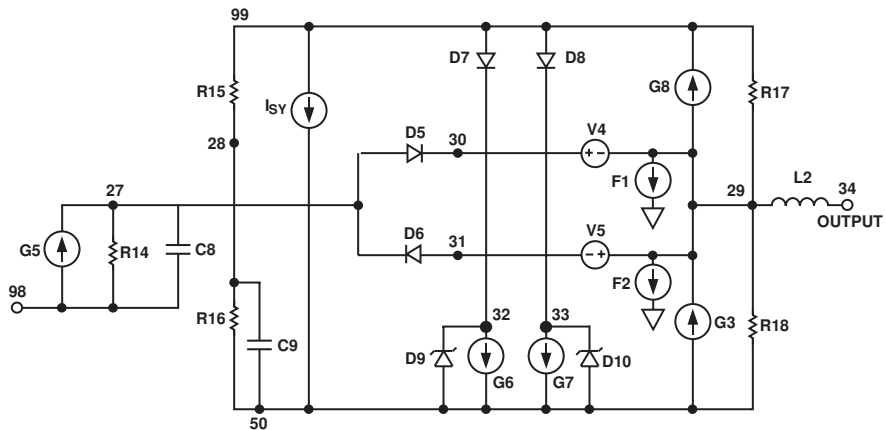 99
D7
D8
R15
ISY
G8
R17
28
D5
30
V4
F1
27
29
L2
34
OUTPUT
G5
R14
C8
D6
31
V5
F2
98
R16
C9
32
33
G3
R18
D9
G6
G7
D10
50